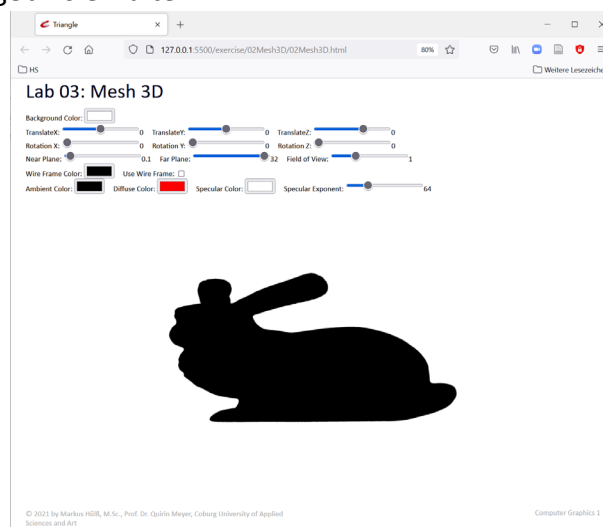 Triangle
127.0.0.1:5500/exercise/02Mesh3D/02Mesh3D.html 80%
HS Weitere Lesezeiche
Lab 03: Mesh 3D
Background Color:
TranslateX: 0 TranslateY: 0 TranslateZ: 0
Rotation X: 0 Rotation Y: 0 Rotation Z: 0
Near Plane: 0.1 Far Plane: 32 Field of View: 1
Wire Frame Color: Use Wire Frame:
Ambient Color: Diffuse Color: Specular Color: Specular Exponent: 64
© 2021 by Markus Hülß, M.Sc., Prof. Dr. Quirin Meyer, Coburg University of Applied
Sciences and Art
Computer Graphics 1